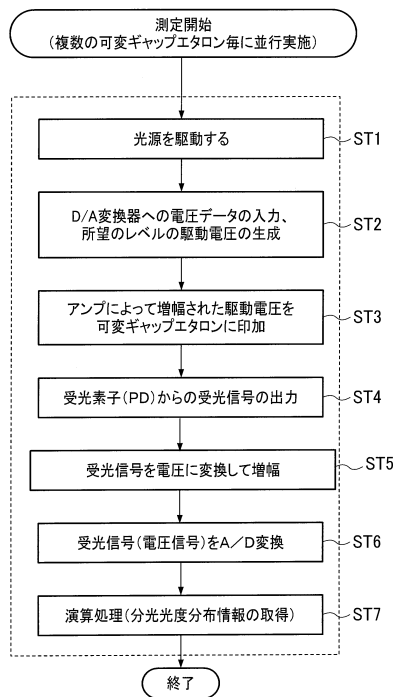 測定開始
(複数の可変ギャップエタロン毎に並行実施)
光源を駆動する
ST1
D/A変換器への電圧データの入力、
所望のレベルの駆動電圧の生成
ST2
アンプによって増幅された駆動電圧を
可変ギャップエタロンに印加
ST3
受光素子(PD)からの受光信号の出力
ST4
受光信号を電圧に変換して増幅
ST5
受光信号(電圧信号)をA/D変換
ST6
演算処理(分光光度分布情報の取得)
ST7
終了